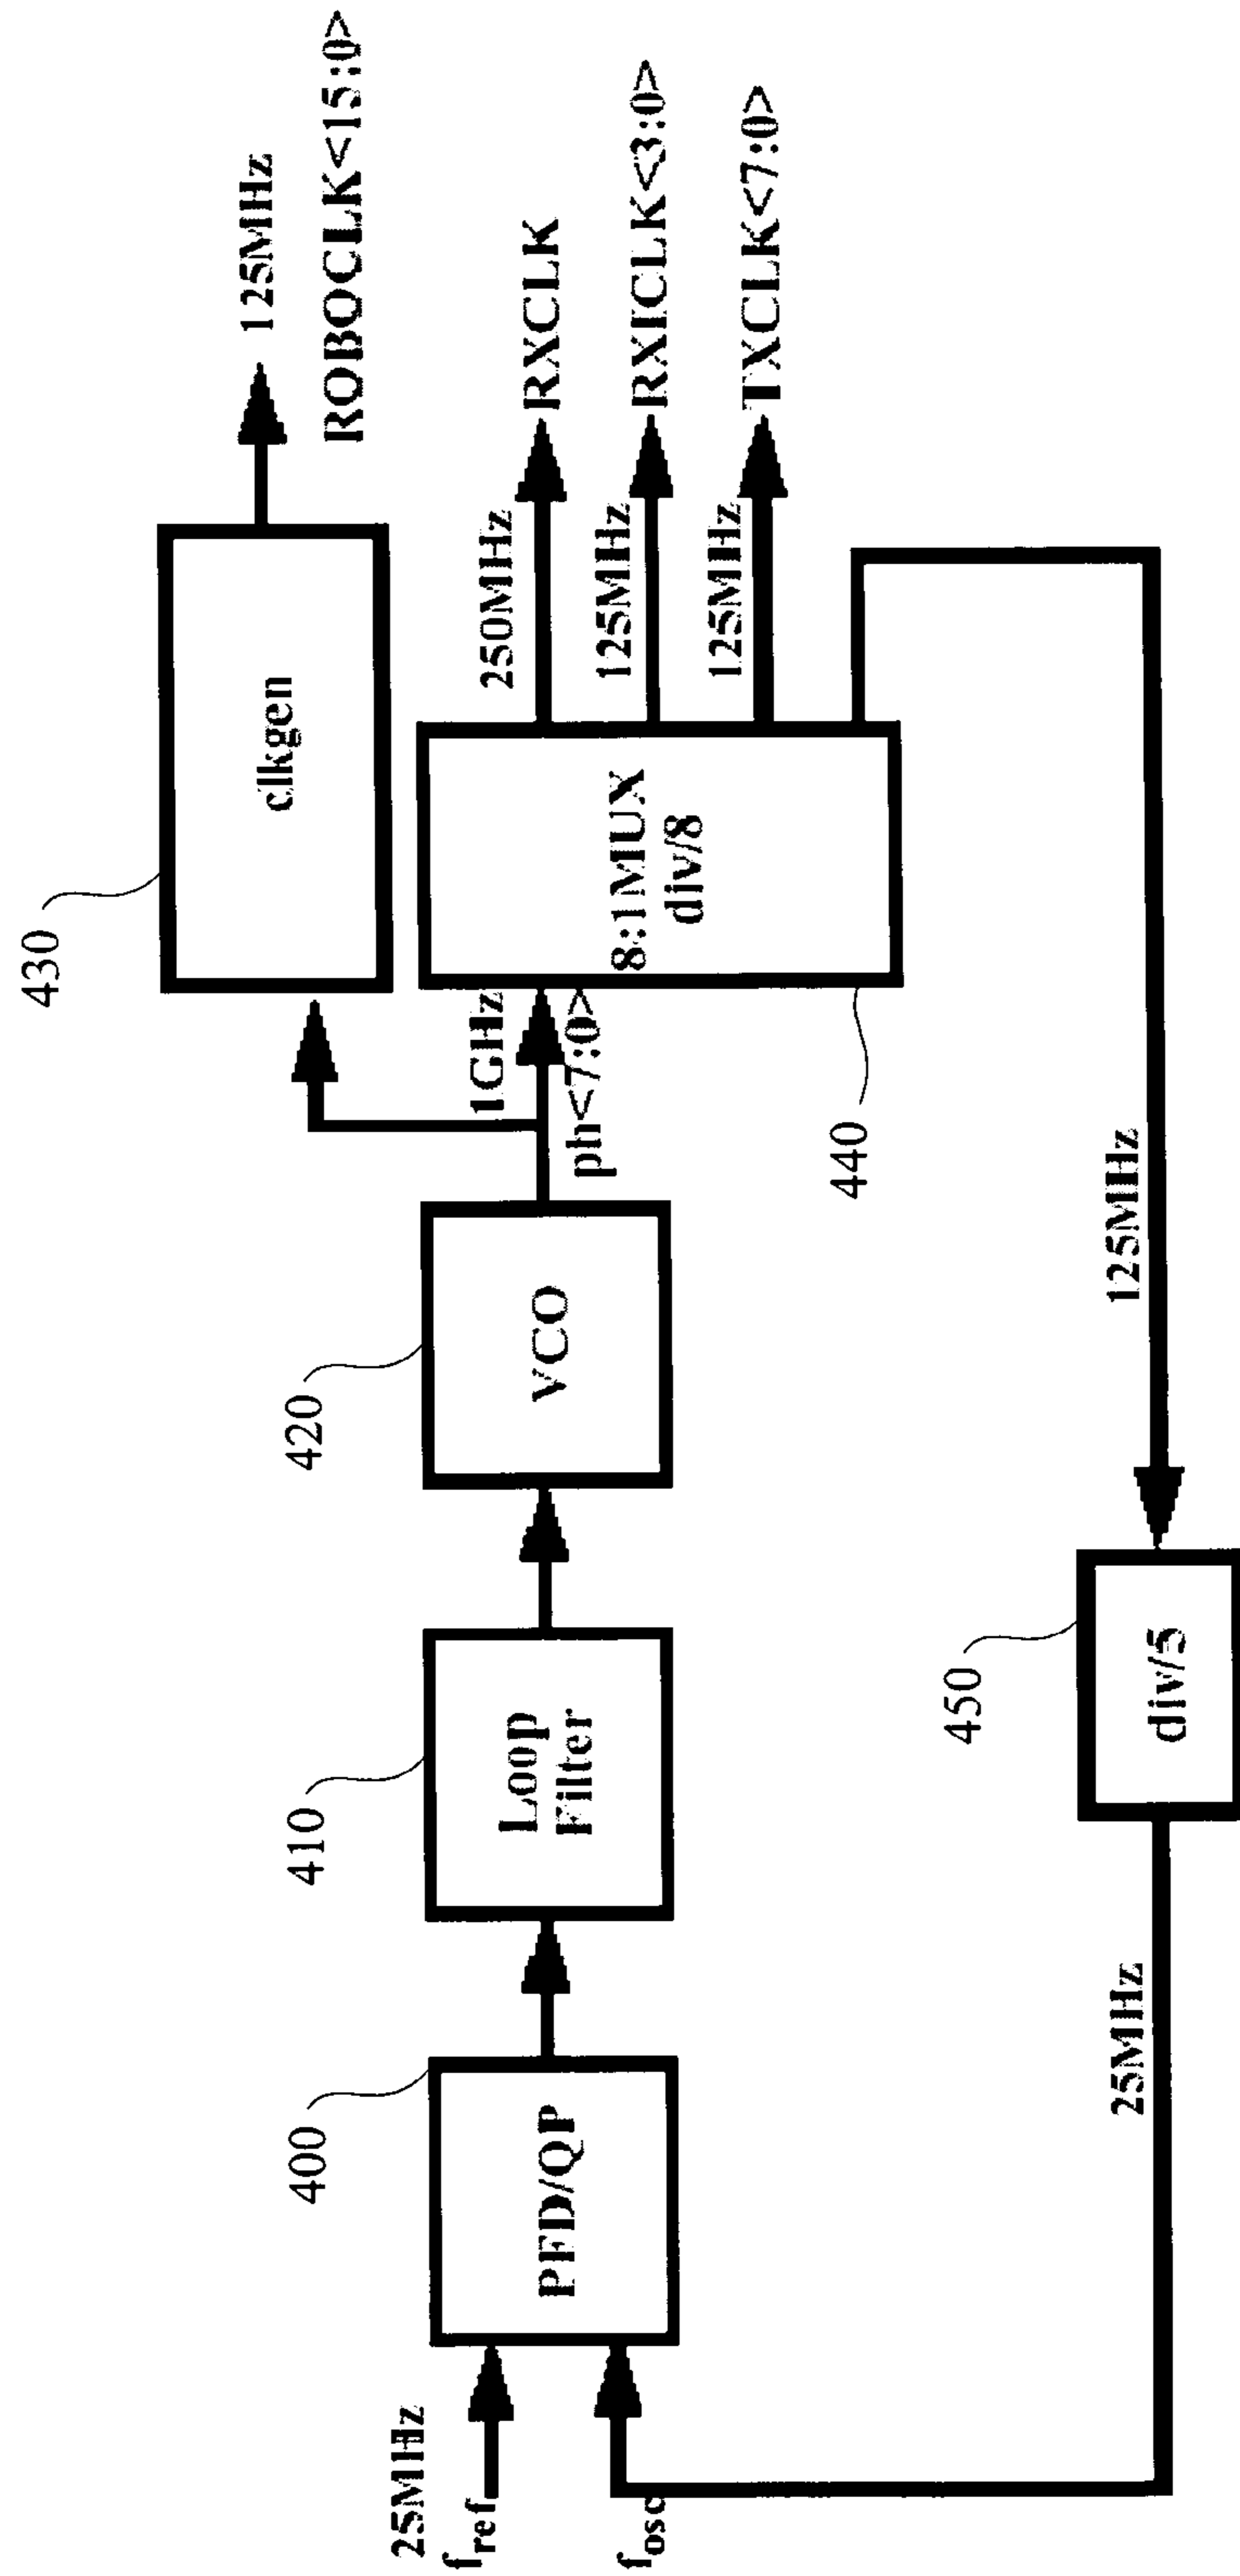 430
clkgen
125MHz
ROBOCLK<15:0>
25MHz
fref
fosc
400
PFD/QP
410
Loop
Filter
420
VCO
1GHz
ph<7:0>
440
8:1MUX
div/8
250MHz
RXCLK
125MHz
RXICLK<3:0>
125MHz
TXCLK<7:0>
125MHz
450
div/5
25MHz